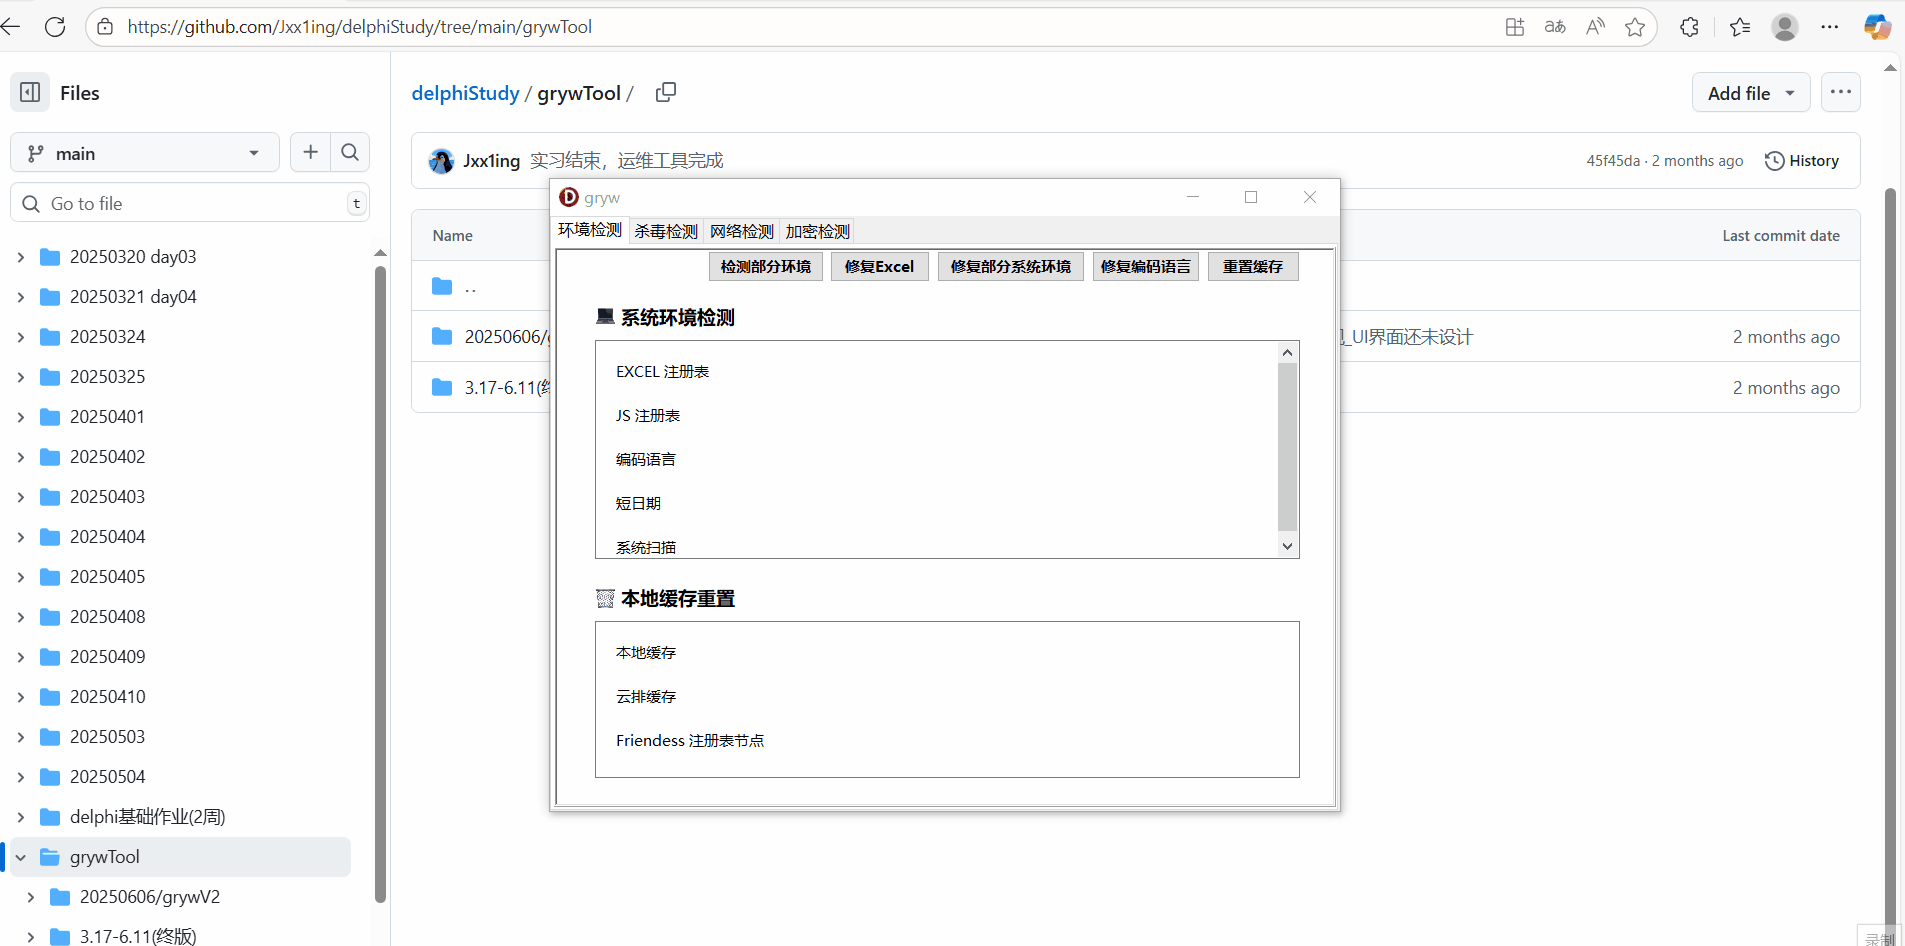 https://github.com/Jxx1ing/delphiStudy/tree/main/grywTool
Files
main
Go to file
t
20250320 day03
20250321 day04
20250324
20250325
20250401
20250402
20250403
20250404
20250405
20250408
20250409
20250410
20250503
20250504
delphi基础作业(2周)
grywTool
20250606/grywV2
3.17-6.11(终版)
delphiStudy / grywTool /
Add file
Jxx1ing 实习结束，运维工具完成
45f45da · 2 months ago
History
Name
Last commit date
..
20250606/
_UI界面还未设计
2 months ago
3.17-6.11(
2 months ago
gryw
环境检测 杀毒检测 网络检测 加密检测
检测部分环境 修复Excel 修复部分系统环境 修复编码语言 重置缓存
系统环境检测
EXCEL 注册表
JS 注册表
编码语言
短日期
系统扫描
本地缓存重置
本地缓存
云排缓存
Friendess 注册表节点
录制